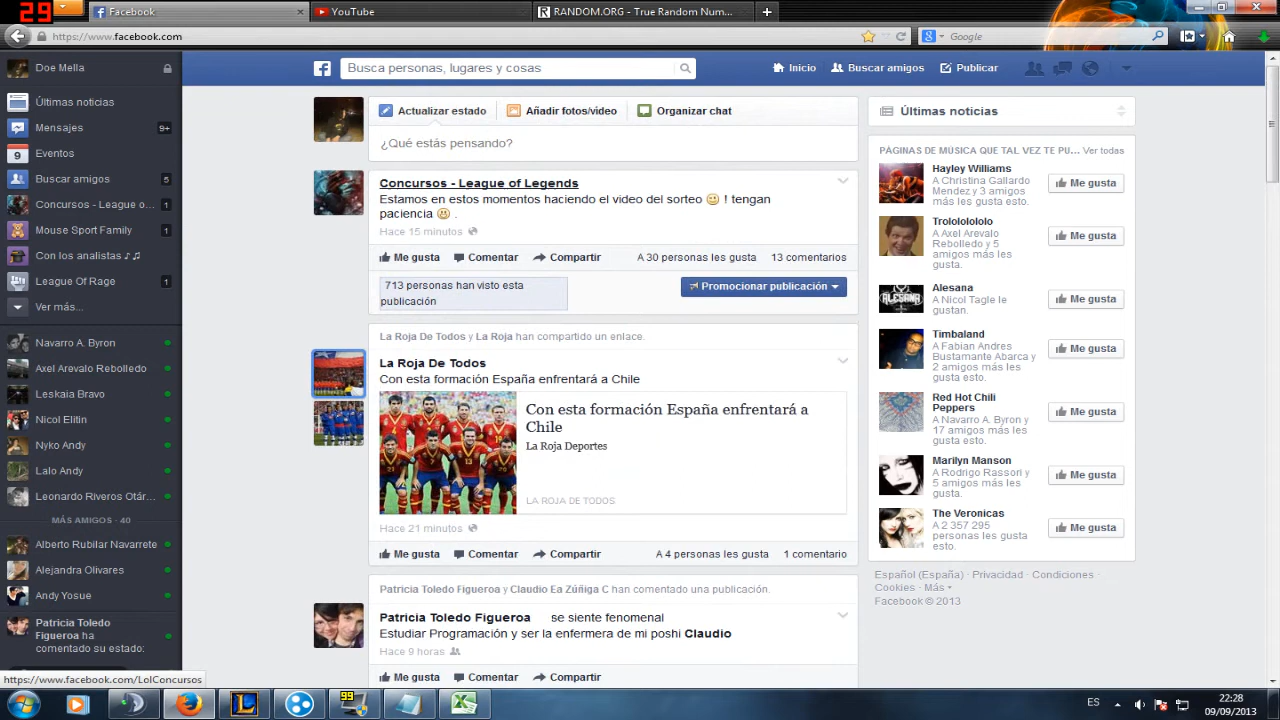 29
Facebook
YouTube
RANDOM.ORG - True Random Num...
https://www.facebook.com
Google
Doe Mella
Busca personas, lugares y cosas
Inicio
Buscar amigos
Publicar
Últimas noticias
Mensajes
9+
9
Eventos
Buscar amigos
5
Concursos - League o...
1
Mouse Sport Family
1
Con los analistas ♪♫
League Of Rage
1
Ver más...
Navarro A. Byron
Axel Arevalo Rebolledo
Leskaia Bravo
Nicol Elitin
Nyko Andy
Lalo Andy
Leonardo Riveros Otár...
MÁS AMIGOS · 40
Alberto Rubilar Navarrete
Alejandra Olivares
Andy Yosue
Patricia Toledo
Figueroa ha
comentado su estado:
https://www.facebook.com/LolConcursos
Actualizar estado
Añadir fotos/video
Organizar chat
¿Qué estás pensando?
Concursos - League of Legends
Estamos en estos momentos haciendo el video del sorteo 🙂 ! tengan
paciencia 😀 .
Hace 15 minutos
Me gusta
Comentar
Compartir
A 30 personas les gusta
13 comentarios
713 personas han visto esta
publicación
Promocionar publicación
La Roja De Todos y La Roja han compartido un enlace.
La Roja De Todos
Con esta formación España enfrentará a Chile
Con esta formación España enfrentará a
Chile
La Roja Deportes
LA ROJA DE TODOS
Hace 21 minutos
Me gusta
Comentar
Compartir
A 4 personas les gusta
1 comentario
Patricia Toledo Figueroa y Claudio Ea Zúñiga C han comentado una publicación.
Patricia Toledo Figueroa se siente fenomenal
Estudiar Programación y ser la enfermera de mi poshi Claudio
Hace 9 horas
Me gusta
Comentar
Compartir
Últimas noticias
PÁGINAS DE MÚSICA QUE TAL VEZ TE PU...
Ver todas
Hayley Williams
A Christina Gallardo
Mendez y 3 amigos
más les gusta esto.
Me gusta
Trolololololo
A Axel Arevalo
Rebolledo y 5
amigos más les
gusta esto.
Me gusta
ALESANA
Alesana
A Nicol Tagle le
gustan.
Me gusta
Timbaland
A Fabian Andres
Bustamante Abarca y
2 amigos más les
gusta esto.
Me gusta
Red Hot Chili
Peppers
A Navarro A. Byron y
17 amigos más les
gusta esto.
Me gusta
Marilyn Manson
A Rodrigo Rassori y
5 amigos más les
gusta esto.
Me gusta
The Veronicas
A 2 357 295
personas les gusta
esto.
Me gusta
Español (España) · Privacidad · Condiciones ·
Cookies · Más
Facebook © 2013
99
ES
22:28
09/09/2013